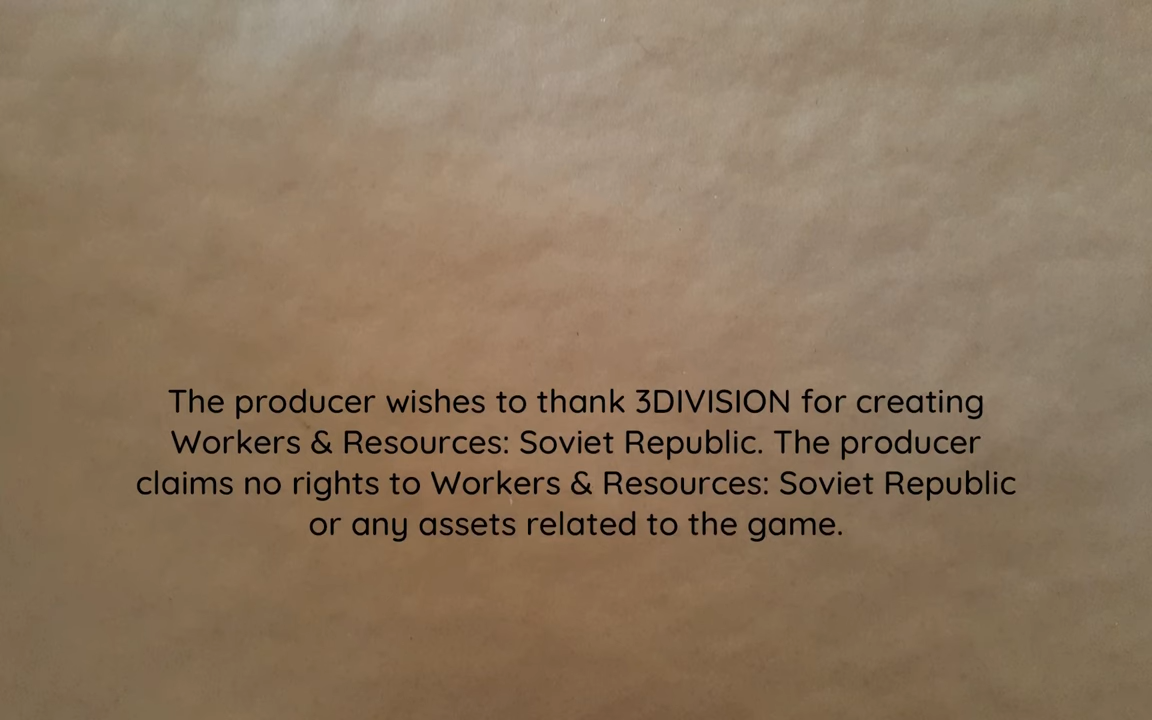 The producer wishes to thank 3DIVISION for creating
Workers & Resources: Soviet Republic. The producer
claims no rights to Workers & Resources: Soviet Republic
or any assets related to the game.